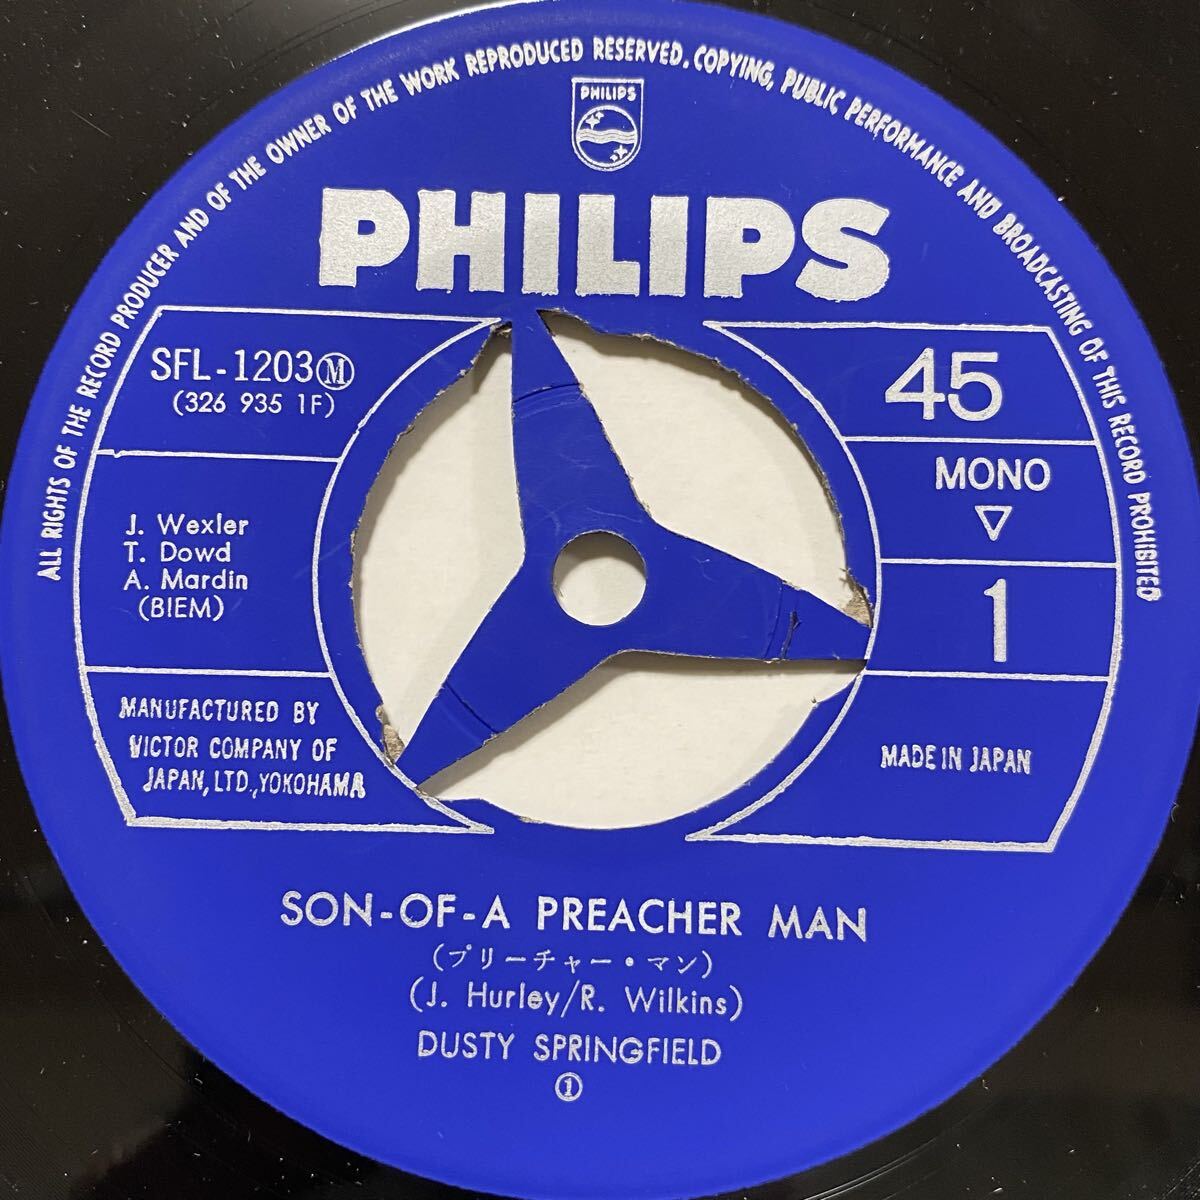 ALL RIGHTS OF THE RECORD PRODUCER AND OF THE OWNER OF THE WORK REPRODUCED RESERVED. COPYING, PUBLIC PERFORMANCE AND BROADCASTING OF THIS RECORD PROHIBITED
PHILIPS
PHILIPS
SFL-1203Ⓜ
(326 935 1F)
45
MONO
▽
1
J. Wexler
T. Dowd
A. Mardin
(BIEM)
MANUFACTURED BY
VICTOR COMPANY OF
JAPAN, LTD., YOKOHAMA
MADE IN JAPAN
SON-OF-A PREACHER MAN
(プリーチャー・マン)
(J. Hurley/R. Wilkins)
DUSTY SPRINGFIELD
①